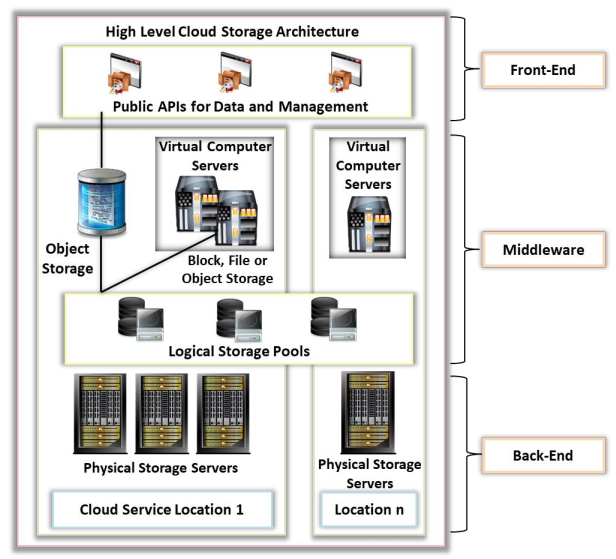 High Level Cloud Storage Architecture
Public APIs for Data and Management
Front-End
Virtual Computer
Servers
Virtual
Computer
Servers
Object
Storage
Block, File or
Object Storage
Middleware
Logical Storage Pools
Physical Storage Servers
Physical Storage
Servers
Back-End
Cloud Service Location 1
Location n